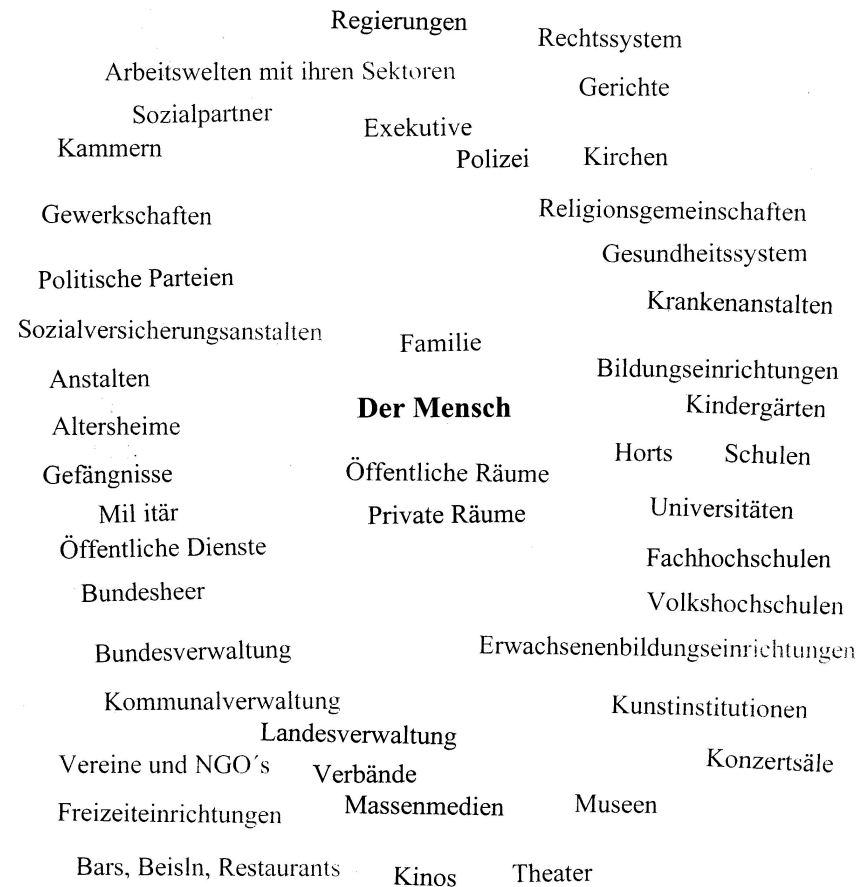 Regierungen
Rechtssystem
Arbeitswelten mit ihren Sektoren
Gerichte
Sozialpartner
Exekutive
Kammern
Polizei
Kirchen
Gewerkschaften
Religionsgemeinschaften
Gesundheitssystem
Politische Parteien
Krankenanstalten
Sozialversicherungsanstalten
Familie
Bildungseinrichtungen
Anstalten
Der Mensch
Kindergärten
Altersheime
Horts
Schulen
Gefängnisse
Öffentliche Räume
Mil itär
Private Räume
Universitäten
Öffentliche Dienste
Fachhochschulen
Bundesheer
Volkshochschulen
Bundesverwaltung
Erwachsenenbildungseinrichtungen
Kommunalverwaltung
Kunstinstitutionen
Landesverwaltung
Vereine und NGO´s
Verbände
Konzertsäle
Freizeiteinrichtungen
Massenmedien
Museen
Bars, Beisln, Restaurants
Kinos
Theater